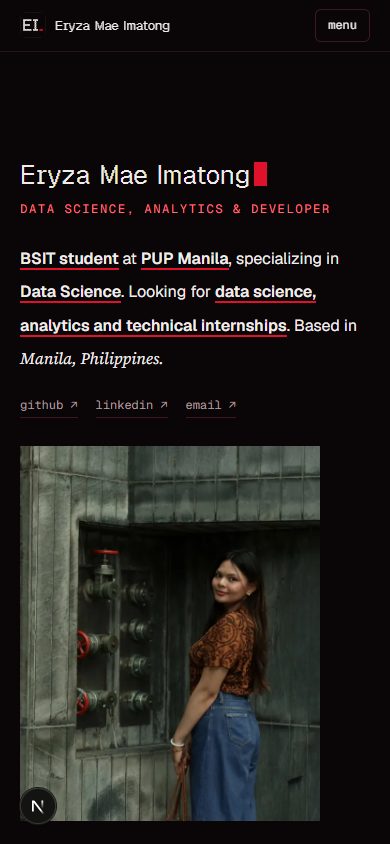 EI. Eryza Mae Imatong menu
Eryza Mae Imatong
DATA SCIENCE, ANALYTICS & DEVELOPER
BSIT student at PUP Manila, specializing in
Data Science. Looking for data science,
analytics and technical internships. Based in
Manila, Philippines.
github ↗ linkedin ↗ email ↗
N